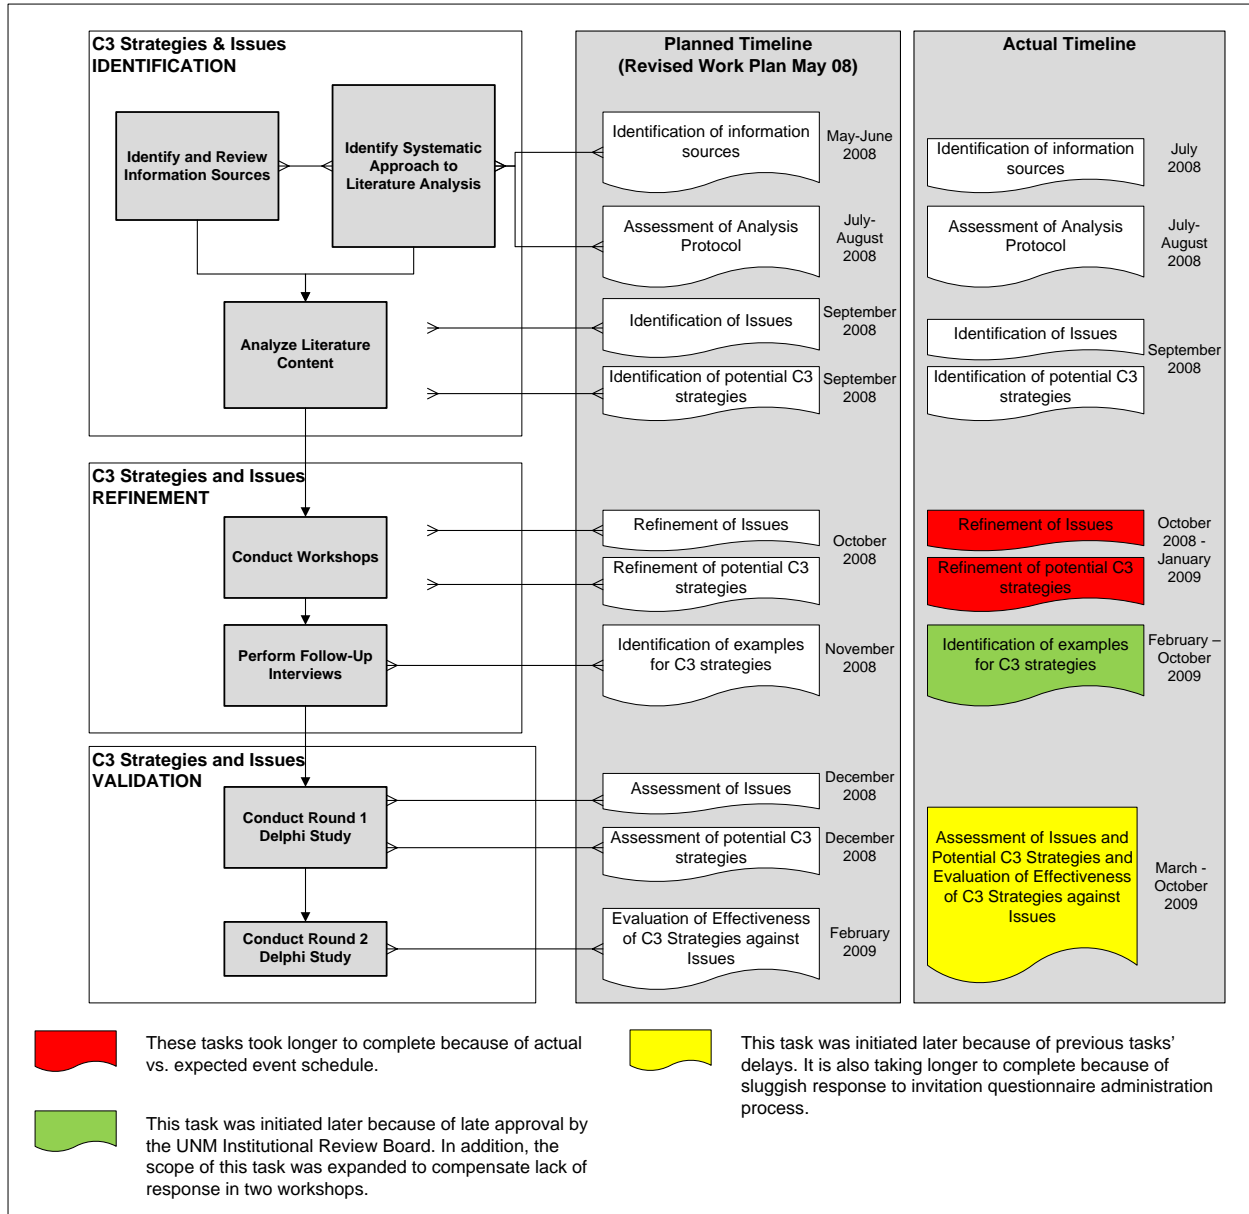 C3 Strategies & Issues
IDENTIFICATION
Identify and Review
Information Sources
Identify Systematic
Approach to
Literature Analysis
Analyze Literature
Content
C3 Strategies and Issues
REFINEMENT
Conduct Workshops
Perform Follow-Up
Interviews
C3 Strategies and Issues
VALIDATION
Conduct Round 1
Delphi Study
Conduct Round 2
Delphi Study
Planned Timeline
(Revised Work Plan May 08)
Identification of information
sources
May-June
2008
Assessment of Analysis
Protocol
July-
August
2008
Identification of Issues
September
2008
Identification of potential C3
strategies
September
2008
Refinement of Issues
October
2008
Refinement of potential C3
strategies
Identification of examples
for C3 strategies
November
2008
Assessment of Issues
December
2008
Assessment of potential C3
strategies
December
2008
Evaluation of Effectiveness
of C3 Strategies against
Issues
February
2009
Actual Timeline
Identification of information
sources
July
2008
Assessment of Analysis
Protocol
July-
August
2008
Identification of Issues
September
2008
Identification of potential C3
strategies
Refinement of Issues
October
2008 -
January
2009
Refinement of potential C3
strategies
Identification of examples
for C3 strategies
February –
October
2009
Assessment of Issues and
Potential C3 Strategies and
Evaluation of Effectiveness
of C3 Strategies against
Issues
March -
October
2009
These tasks took longer to complete because of actual
vs. expected event schedule.
This task was initiated later because of late approval by
the UNM Institutional Review Board. In addition, the
scope of this task was expanded to compensate lack of
response in two workshops.
This task was initiated later because of previous tasks’
delays. It is also taking longer to complete because of
sluggish response to invitation questionnaire administration
process.